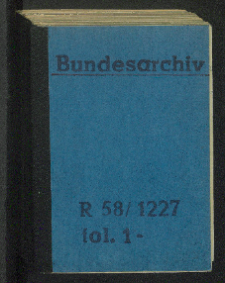 Bundesarchiv
R 58/1227
fol. 1-